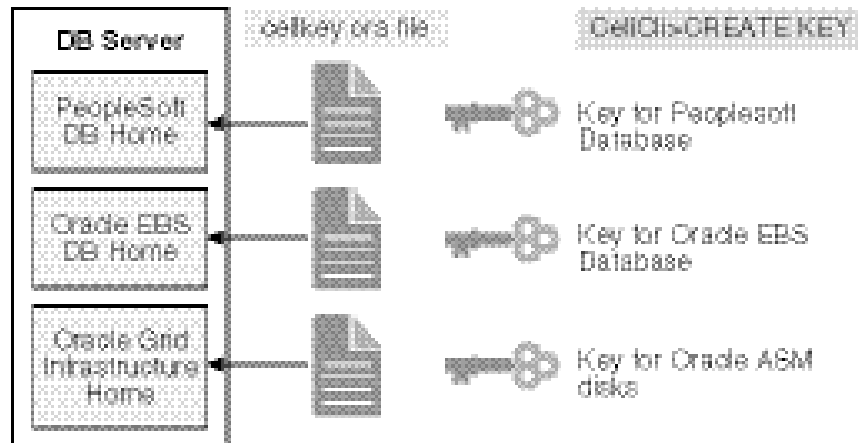 DB Server
cellkey.ora file
CellCli>CREATE KEY
PeopleSoft
DB Home
Key for Peoplesoft
Database
Oracle EBS
DB Home
Key for Oracle EBS
Database
Oracle Grid
Infrastructure
Home
Key for Oracle ASM
disks